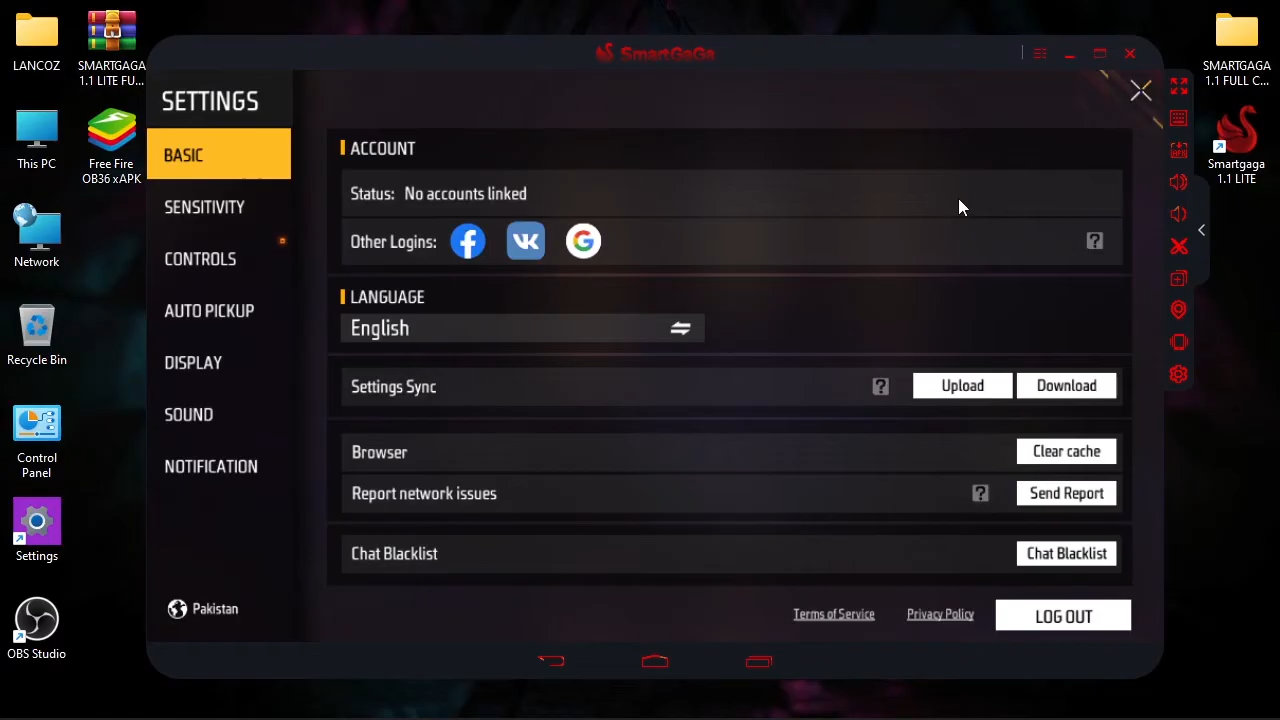 LANCOZ
SMARTGAGA
1.1 LITE FU...
This PC
Free Fire
OB36 xAPK
Network
Recycle Bin
Control
Panel
Settings
OBS Studio
SmartGaGa
SETTINGS
BASIC
SENSITIVITY
CONTROLS
AUTO PICKUP
DISPLAY
SOUND
NOTIFICATION
Pakistan
ACCOUNT
Status: No accounts linked
Other Logins:
?
LANGUAGE
English
Settings Sync ? Upload Download
Browser Clear cache
Report network issues ? Send Report
Chat Blacklist Chat Blacklist
Terms of Service Privacy Policy LOG OUT
SMARTGAGA
1.1 FULL C...
Smartgaga
1.1 LITE